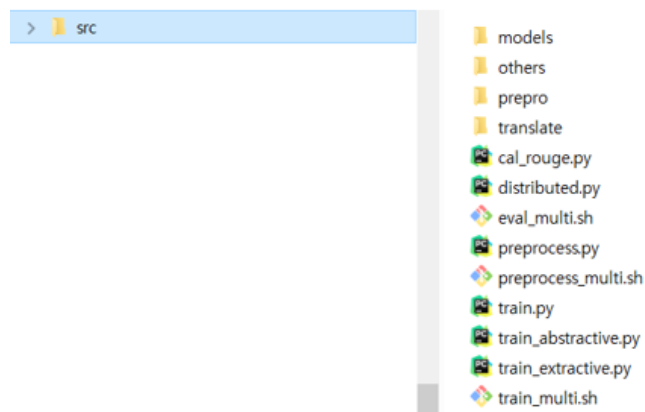 src
models
others
prepro
translate
cal_rouge.py
distributed.py
eval_multi.sh
preprocess.py
preprocess_multi.sh
train.py
train_abstractive.py
train_extractive.py
train_multi.sh